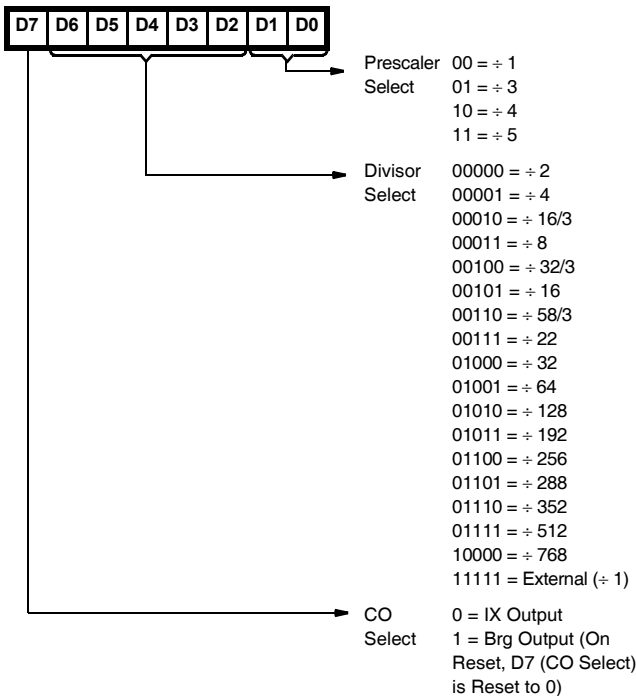 D7 D6 D5 D4 D3 D2 D1 D0
Prescaler 00 = ÷ 1
Select 01 = ÷ 3
10 = ÷ 4
11 = ÷ 5
Divisor 00000 = ÷ 2
Select 00001 = ÷ 4
00010 = ÷ 16/3
00011 = ÷ 8
00100 = ÷ 32/3
00101 = ÷ 16
00110 = ÷ 58/3
00111 = ÷ 22
01000 = ÷ 32
01001 = ÷ 64
01010 = ÷ 128
01011 = ÷ 192
01100 = ÷ 256
01101 = ÷ 288
01110 = ÷ 352
01111 = ÷ 512
10000 = ÷ 768
11111 = External (÷ 1)
CO 0 = IX Output
Select 1 = Brg Output (On
Reset, D7 (CO Select)
is Reset to 0)